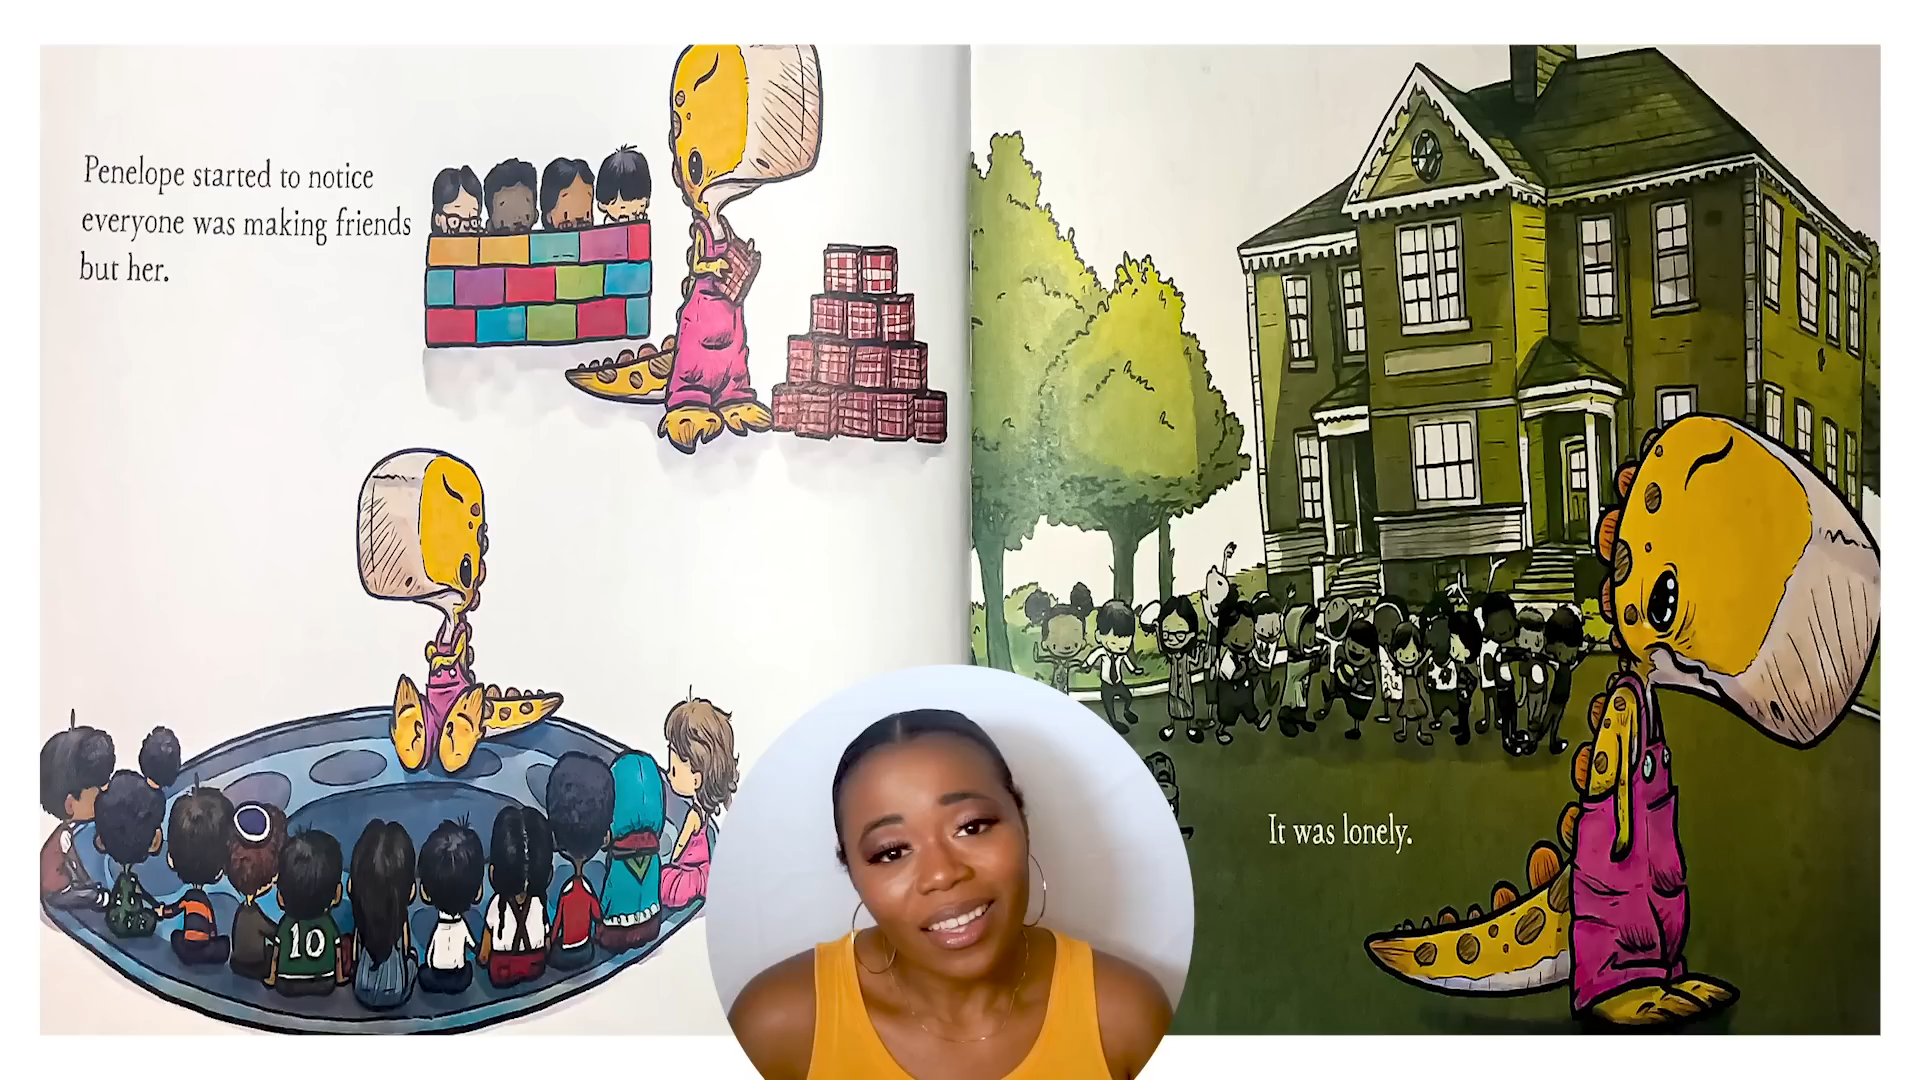 Penelope started to notice
everyone was making friends
but her.
10
It was lonely.